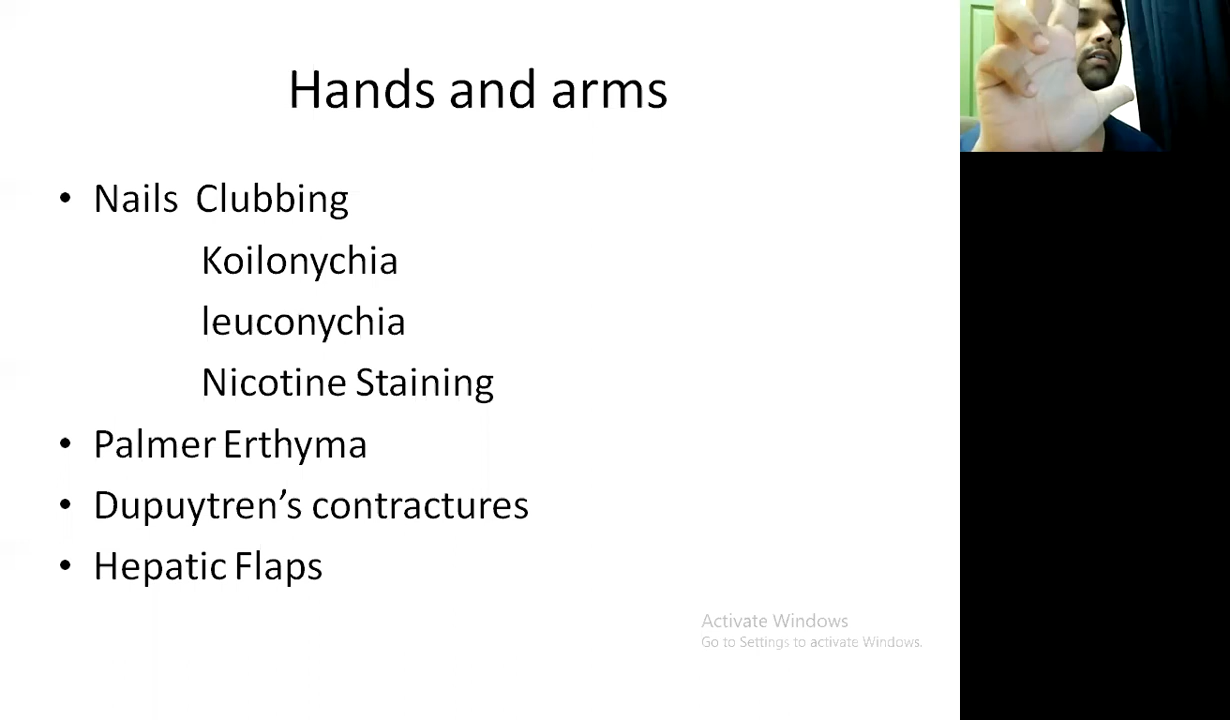 Hands and arms
• Nails Clubbing
Koilonychia
leuconychia
Nicotine Staining
• Palmer Erthyma
• Dupuytren’s contractures
• Hepatic Flaps
Activate Windows
Go to Settings to activate Windows.